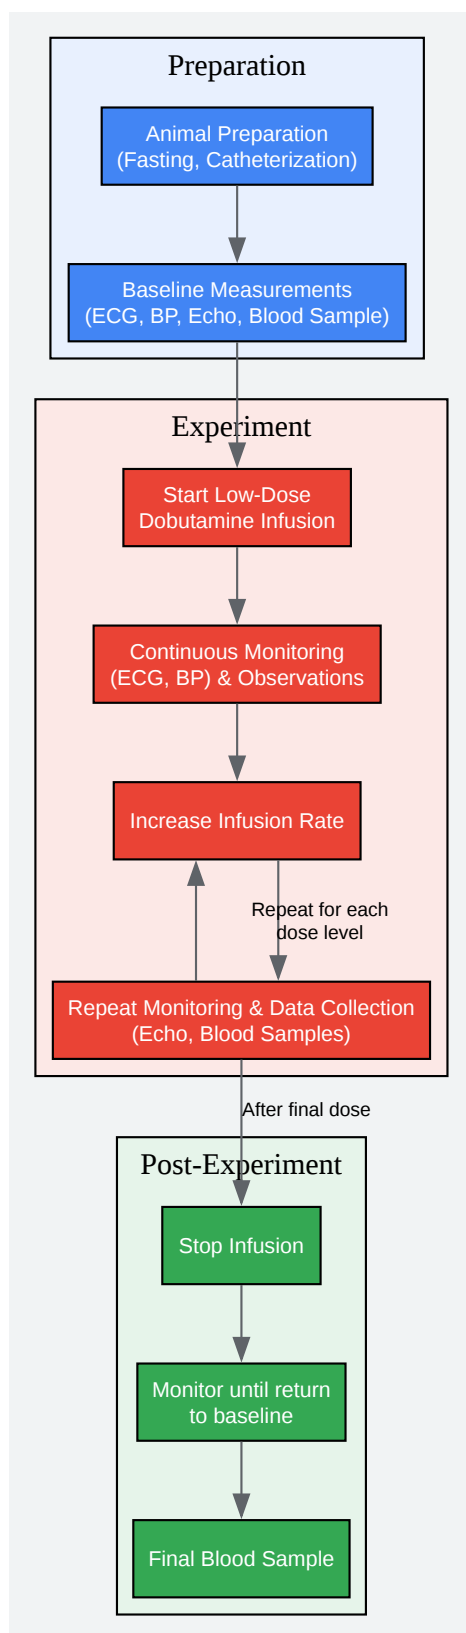 Preparation
Animal Preparation
(Fasting, Catheterization)
Baseline Measurements
(ECG, BP, Echo, Blood Sample)
Experiment
Start Low-Dose
Dobutamine Infusion
Continuous Monitoring
(ECG, BP) & Observations
Increase Infusion Rate
Repeat for each
dose level
Repeat Monitoring & Data Collection
(Echo, Blood Samples)
After final dose
Post-Experiment
Stop Infusion
Monitor until return
to baseline
Final Blood Sample